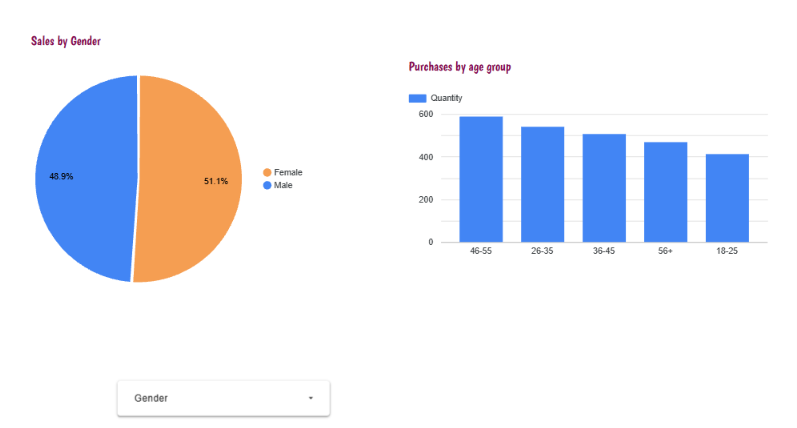 Sales by Gender
48.9%
51.1%
Female
Male
Purchases by age group
Quantity
600
400
200
0
46-55 26-35 36-45 56+ 18-25
Gender